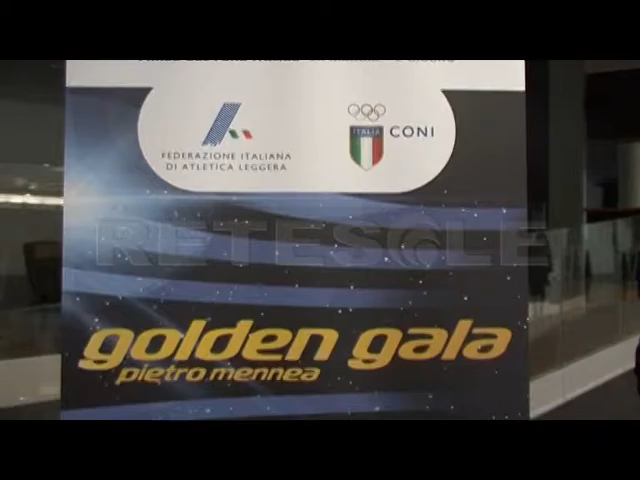 FEDERAZIONE ITALIANA
DI ATLETICA LEGGERA
ITALIA
CONI
RETESOLE
golden gala
pietro mennea